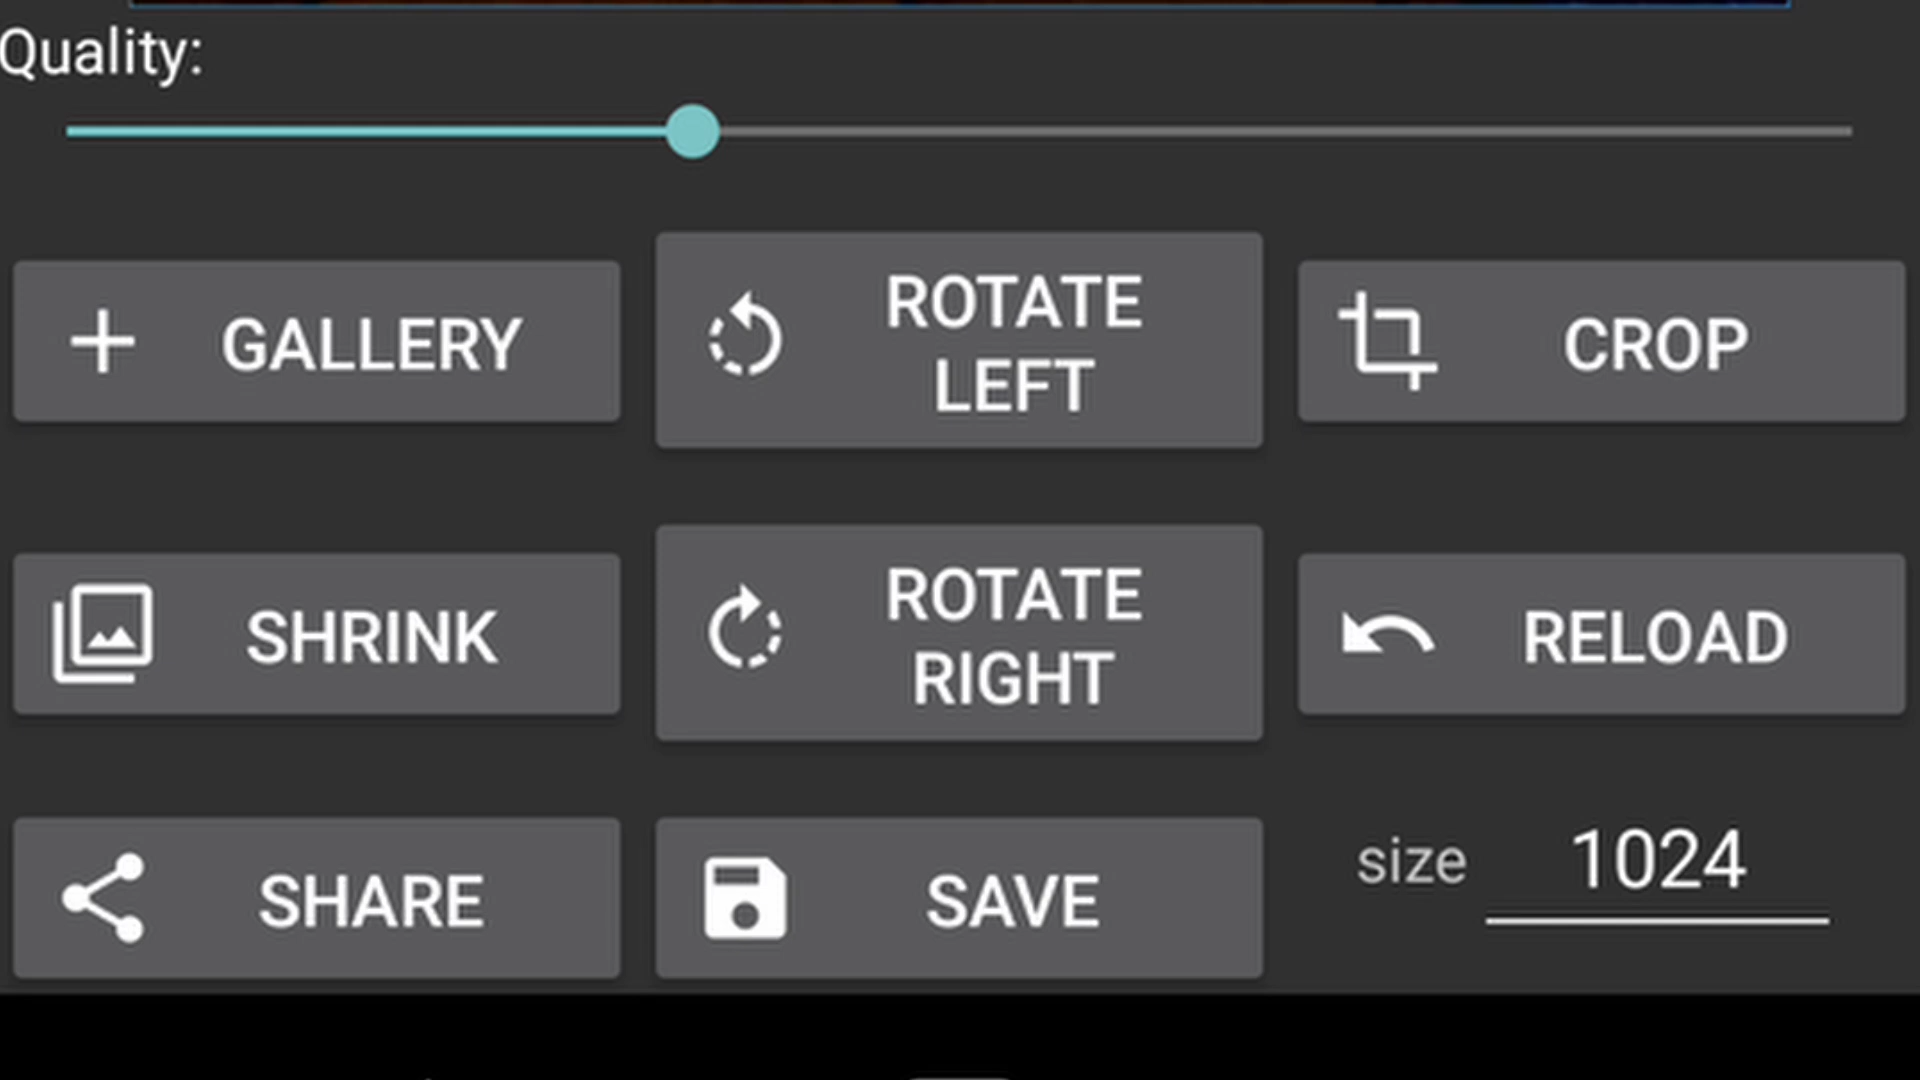 Quality:
GALLERY
ROTATE
LEFT
CROP
SHRINK
ROTATE
RIGHT
RELOAD
SHARE
SAVE
size 1024